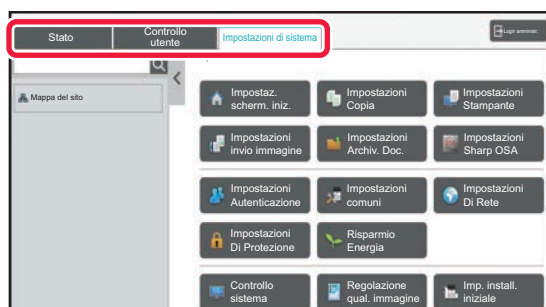 Stato
Controllo
utente
Impostazioni di sistema
Login amminist.
Mappa del sito
Impostaz.
scherm. iniz.
Impostazioni
Copia
Impostazioni
Stampante
Impostazioni
invio immagine
Impostazioni
Archiv. Doc.
Impostazioni
Sharp OSA
Impostazioni
Autenticazione
Impostazioni
comuni
Impostazioni
Di Rete
Impostazioni
Di Protezione
Risparmio
Energia
Controllo
sistema
Regolazione
qual. immagine
Imp. install.
iniziale